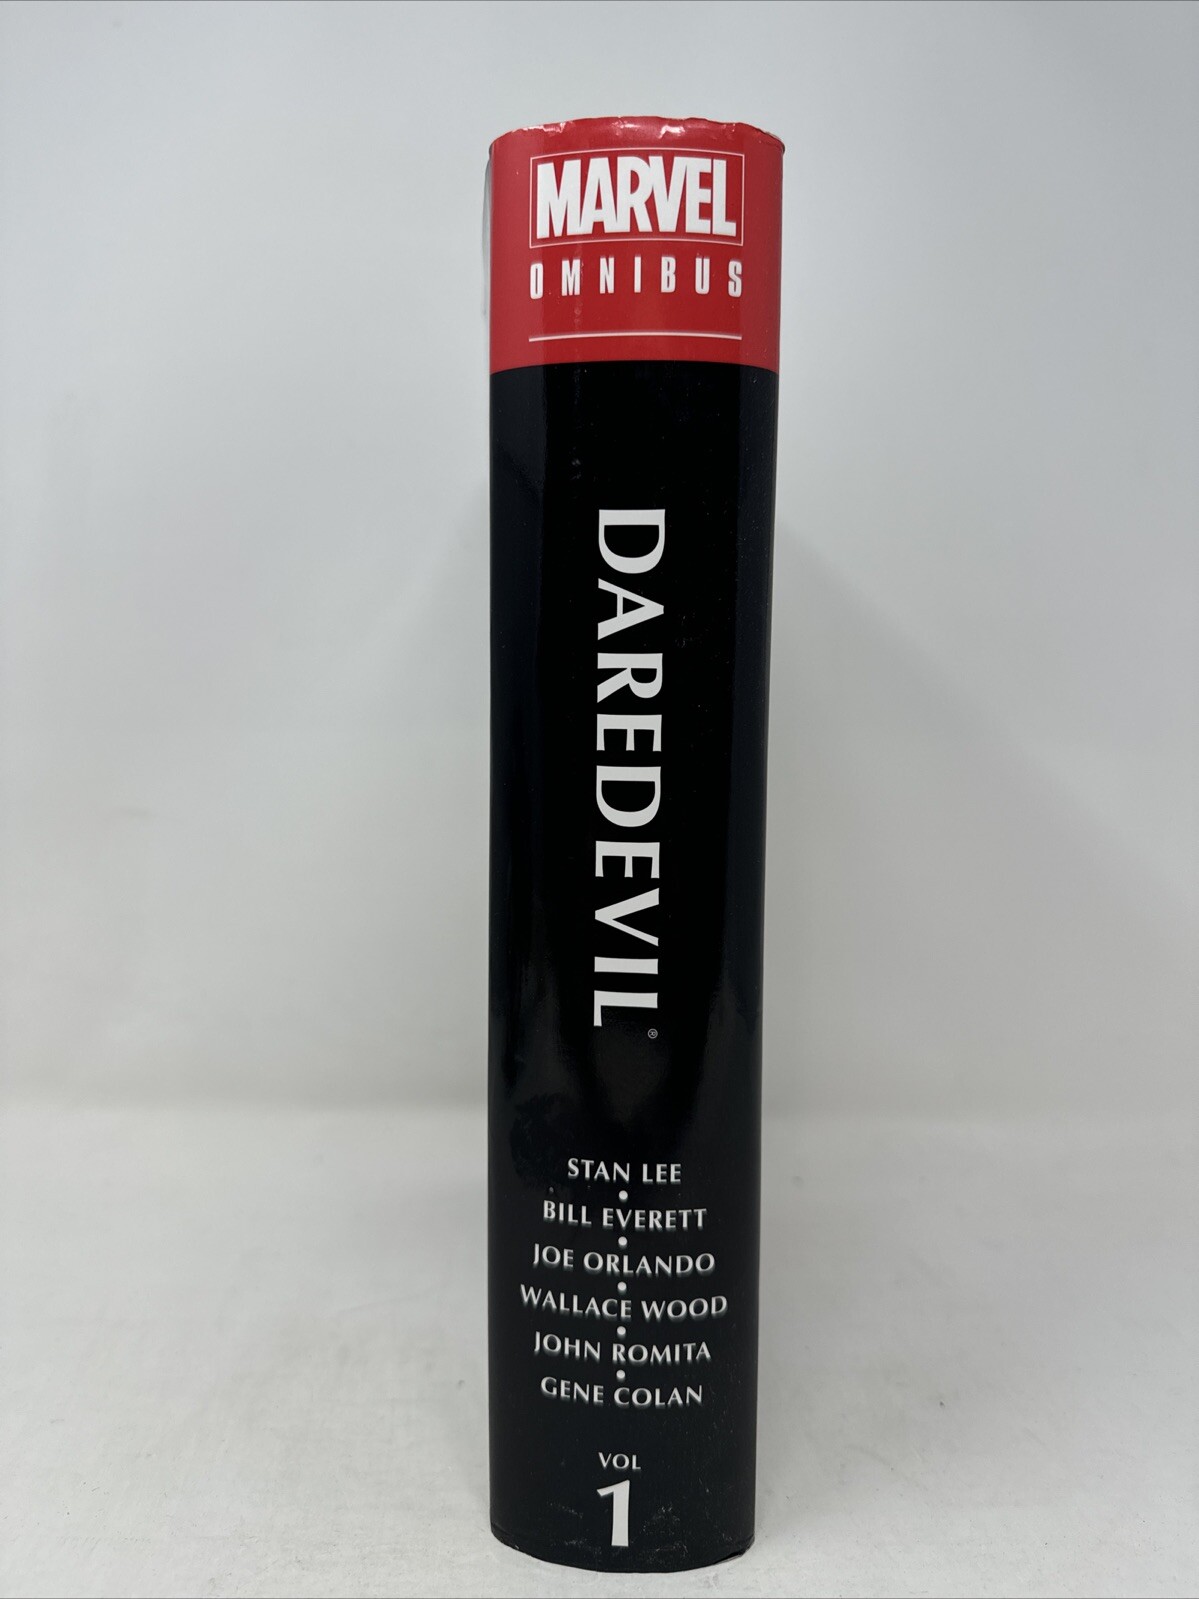 MARVEL
OMNIBUS
DAREDEVIL®
STAN LEE
•
BILL EVERETT
•
JOE ORLANDO
•
WALLACE WOOD
•
JOHN ROMITA
•
GENE COLAN
VOL
1